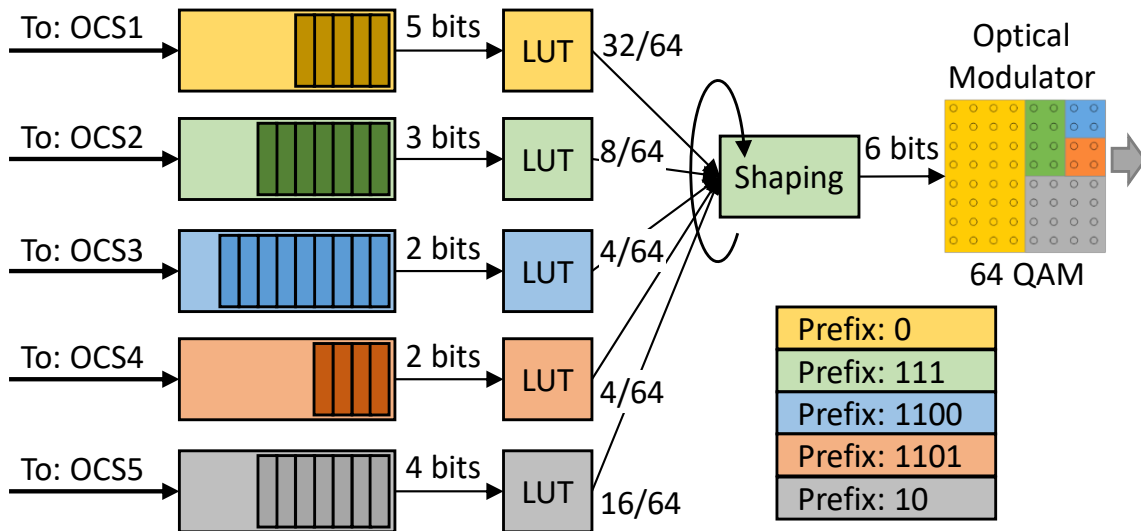 To: OCS1
5 bits
LUT
32/64
Optical
Modulator
To: OCS2
3 bits
LUT
8/64
Shaping
6 bits
To: OCS3
2 bits
LUT
4/64
64 QAM
To: OCS4
2 bits
LUT
4/64
To: OCS5
4 bits
LUT
16/64
Prefix: 0
Prefix: 111
Prefix: 1100
Prefix: 1101
Prefix: 10